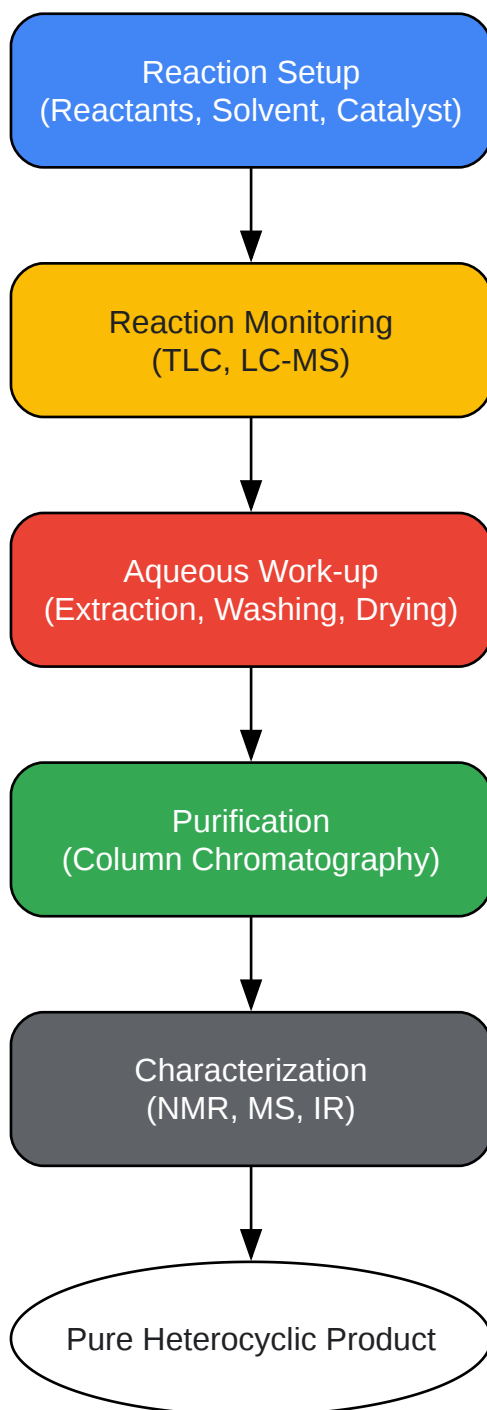 Reaction Setup
(Reactants, Solvent, Catalyst)
Reaction Monitoring
(TLC, LC-MS)
Aqueous Work-up
(Extraction, Washing, Drying)
Purification
(Column Chromatography)
Characterization
(NMR, MS, IR)
Pure Heterocyclic Product